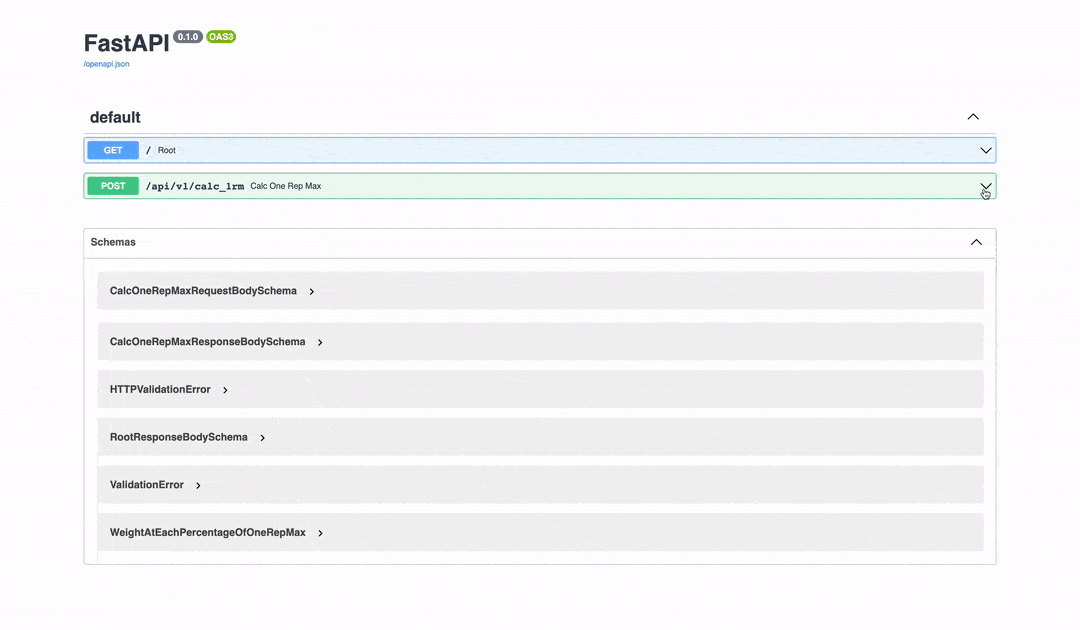 FastAPI 0.1.0 OAS3
/openapi.json
default
GET / Root
POST /api/v1/calc_1rm Calc One Rep Max
Schemas
CalcOneRepMaxRequestBodySchema
CalcOneRepMaxResponseBodySchema
HTTPValidationError
RootResponseBodySchema
ValidationError
WeightAtEachPercentageOfOneRepMax